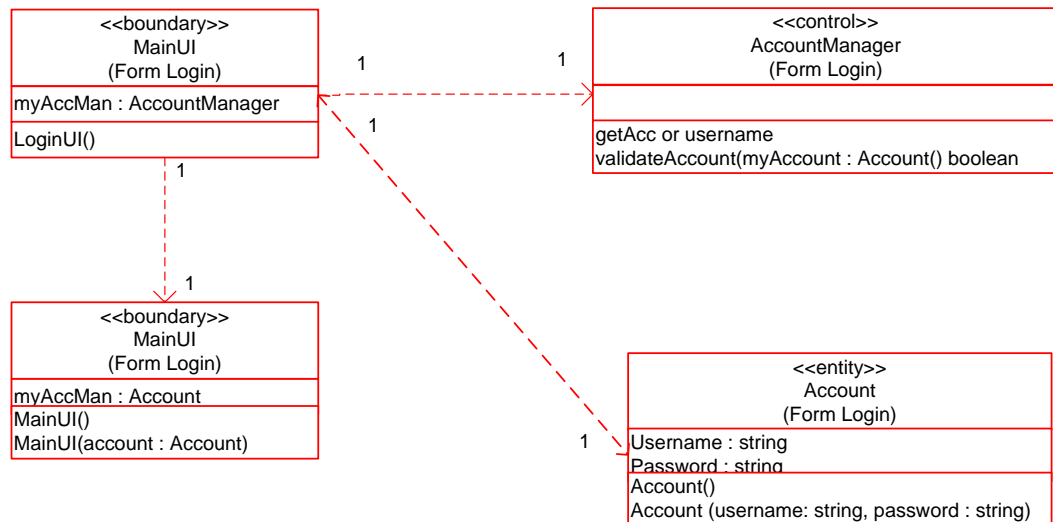 <<boundary>>
MainUI
(Form Login)
myAccMan : AccountManager
LoginUI()
1
1
<<control>>
AccountManager
(Form Login)
getAcc or username
validateAccount(myAccount : Account() boolean
1
1
1
1
<<boundary>>
MainUI
(Form Login)
myAccMan : Account
MainUI()
MainUI(account : Account)
<<entity>>
Account
(Form Login)
Username : string
Password : string
Account()
Account (username: string, password : string)